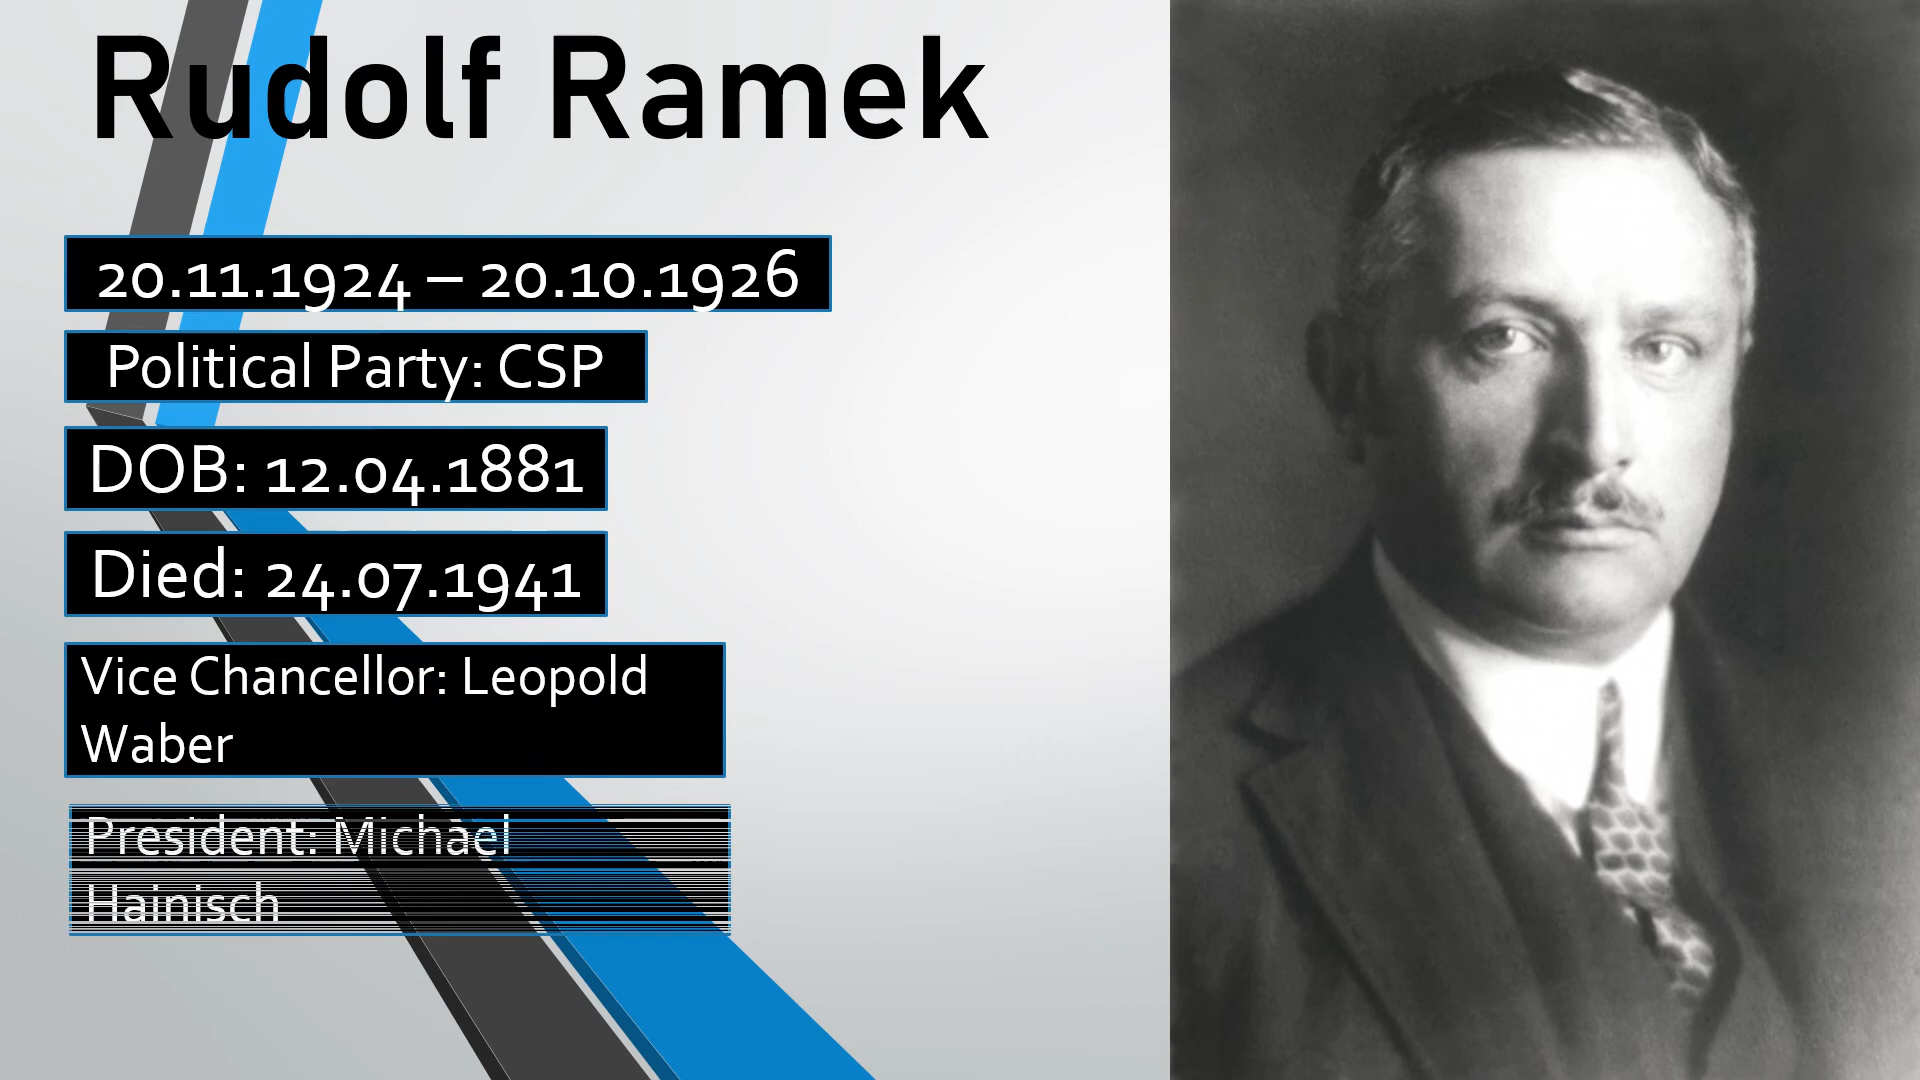 Rudolf Ramek
20.11.1924 – 20.10.1926
Political Party: CSP
DOB: 12.04.1881
Died: 24.07.1941
Vice Chancellor: Leopold
Waber
President: Michael
Hainisch